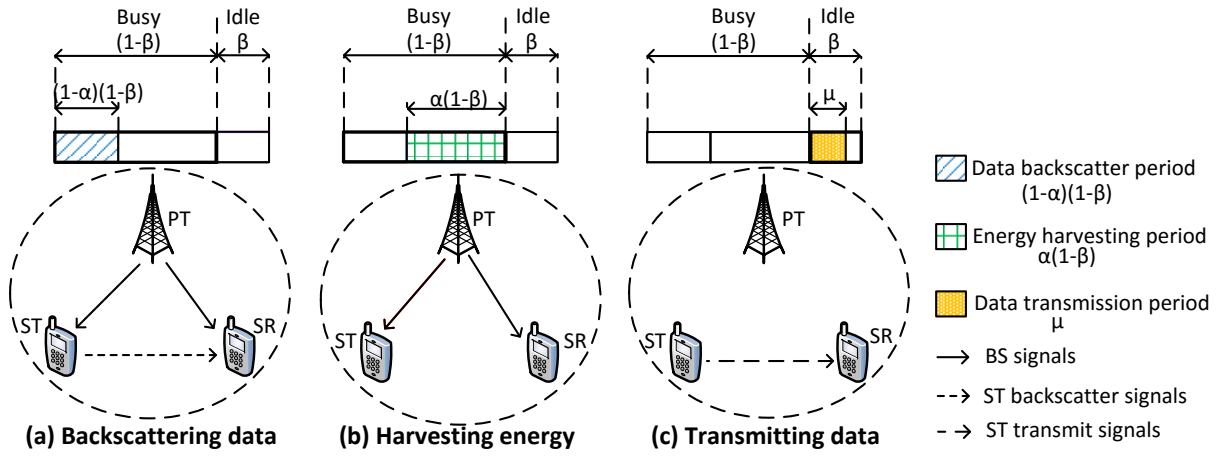 Busy
(1-β)
Idle
β
(1-α)(1-β)
PT
ST
SR
(a) Backscattering data
Busy
(1-β)
Idle
β
α(1-β)
PT
ST
SR
(b) Harvesting energy
Busy
(1-β)
Idle
β
μ
PT
ST
SR
(c) Transmitting data
Data backscatter period
(1-α)(1-β)
Energy harvesting period
α(1-β)
Data transmission period
μ
BS signals
ST backscatter signals
ST transmit signals